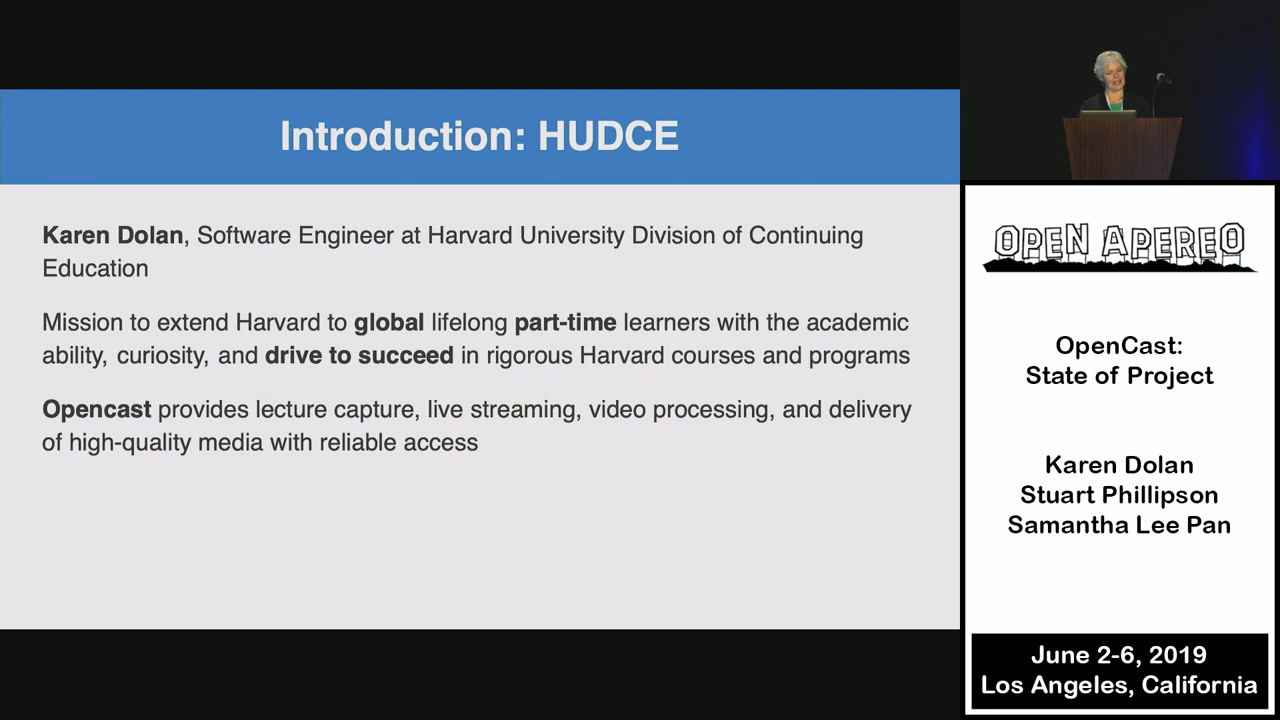 Introduction: HUDCE
Karen Dolan, Software Engineer at Harvard University Division of Continuing
Education
Mission to extend Harvard to global lifelong part-time learners with the academic
ability, curiosity, and drive to succeed in rigorous Harvard courses and programs
Opencast provides lecture capture, live streaming, video processing, and delivery
of high-quality media with reliable access
OPEN APEREO
OpenCast:
State of Project
Karen Dolan
Stuart Phillipson
Samantha Lee Pan
June 2-6, 2019
Los Angeles, California